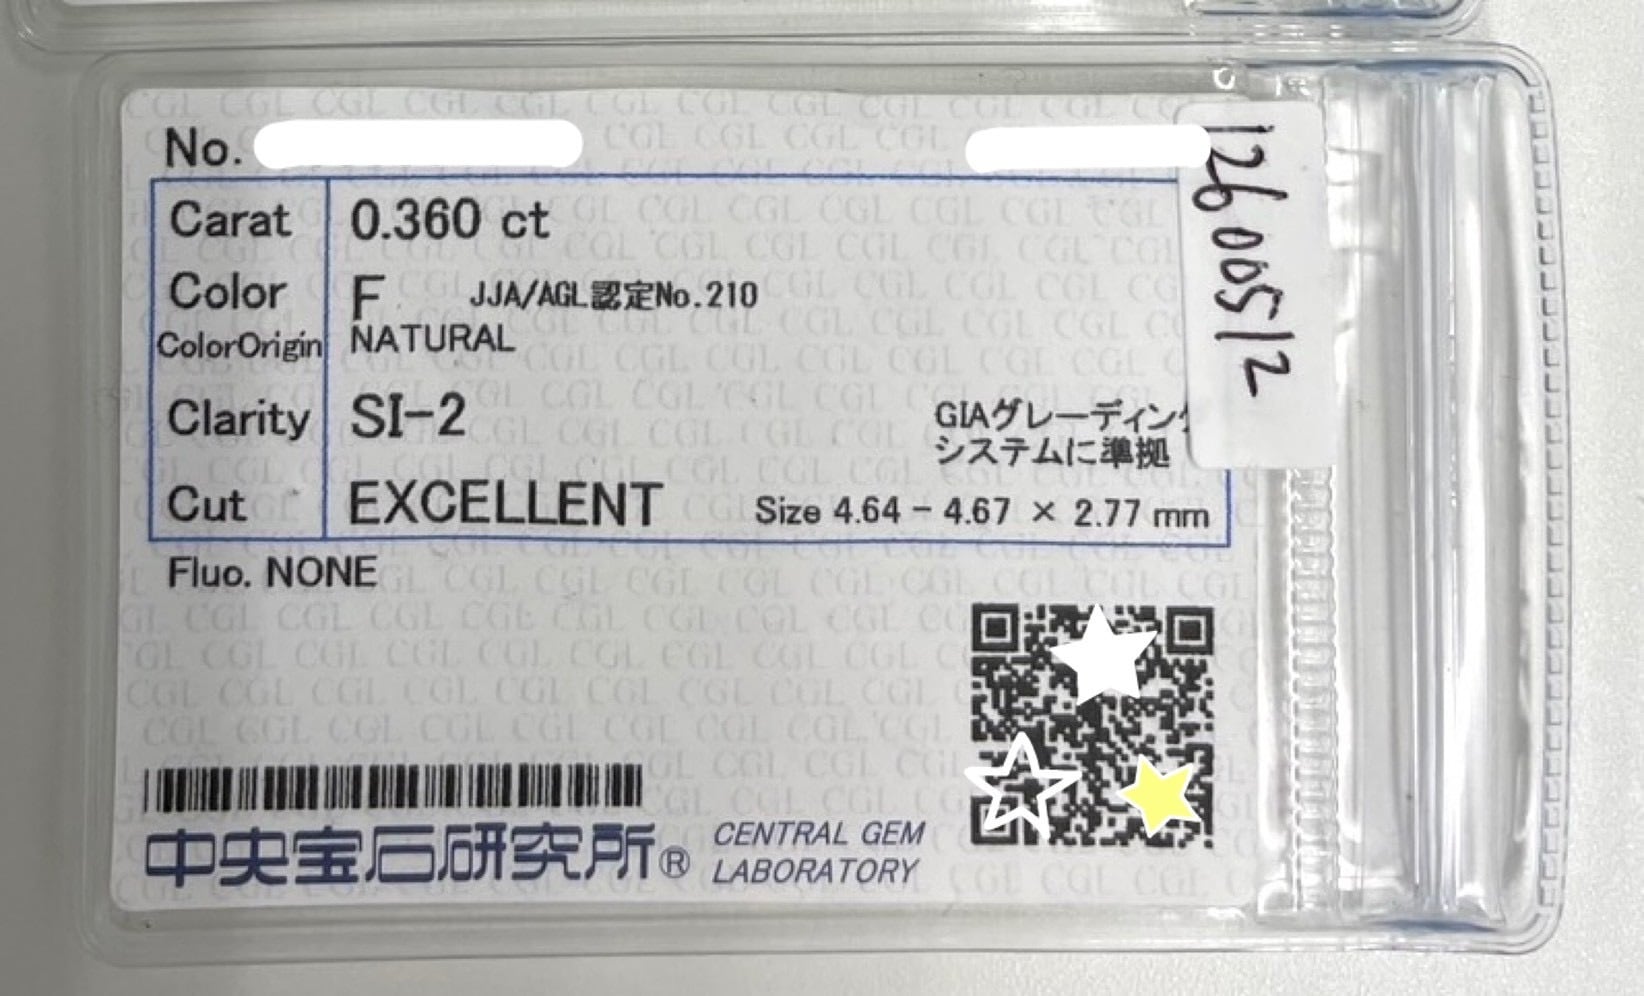 No.
Carat 0.360 ct
Color F JJA/AGL認定No.210
ColorOrigin NATURAL
Clarity SI-2 GIAグレーディン
システムに準拠
Cut EXCELLENT Size 4.64 - 4.67 × 2.77 mm
Fluo. NONE
中央宝石研究所® CENTRAL GEM
LABORATORY
12600512